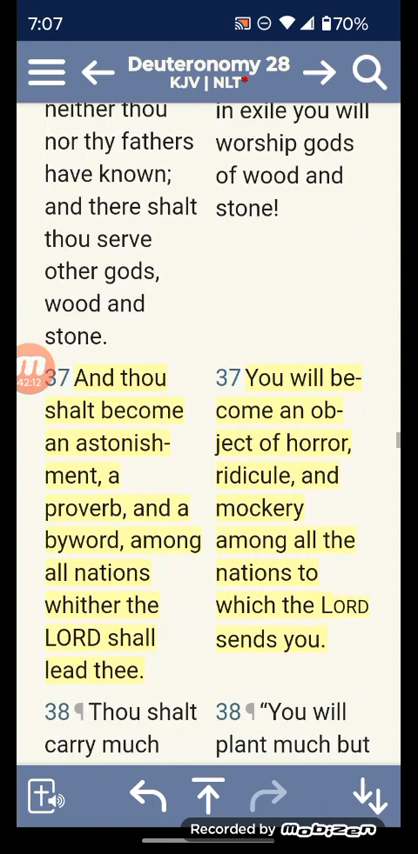 7:07
70%
Deuteronomy 28
KJV | NLT*
neither thou
nor thy fathers
have known;
and there shalt
thou serve
other gods,
wood and
stone.
37 And thou
shalt become
an astonish-
ment, a
proverb, and a
byword, among
all nations
whither the
LORD shall
lead thee.
38 ¶ Thou shalt
carry much
in exile you will
worship gods
of wood and
stone!
37 You will be-
come an ob-
ject of horror,
ridicule, and
mockery
among all the
nations to
which the LORD
sends you.
38 ¶ “You will
plant much but
42:12
Recorded by mobizen